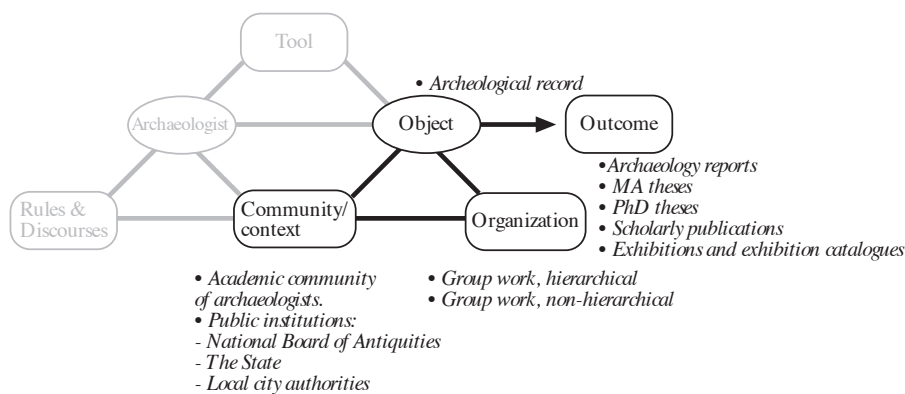 Tool
• Archeological record
Archaeologist
Object
Outcome
•Archaeology reports
• MA theses
• PhD theses
• Scholarly publications
• Exhibitions and exhibition catalogues
Rules &
Discourses
Community/
context
Organization
• Academic community
of archaeologists.
• Public institutions:
- National Board of Antiquities
- The State
- Local city authorities
• Group work, hierarchical
• Group work, non-hierarchical